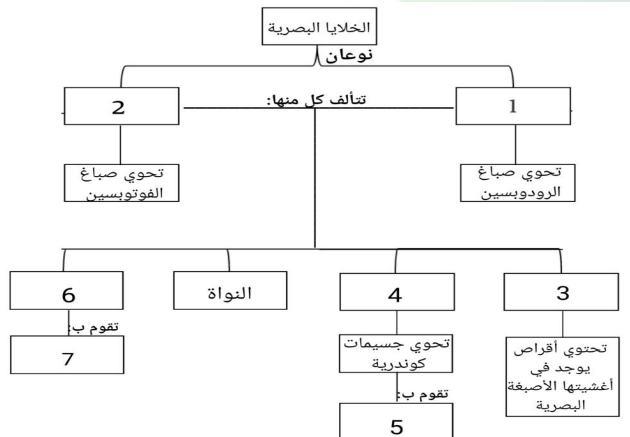 الخلايا البصرية
نوعان
1
2
تتألف كل منها:
تحوي صباغ
الرودوبسين
تحوي صباغ
الفوتوبسين
3
4
النواة
6
تحتوي أقراص
يوجد في
أغشيتها الأصبغة
البصرية
تحوي جسيمات
كوندرية
تقوم ب:
7
تقوم ب:
5